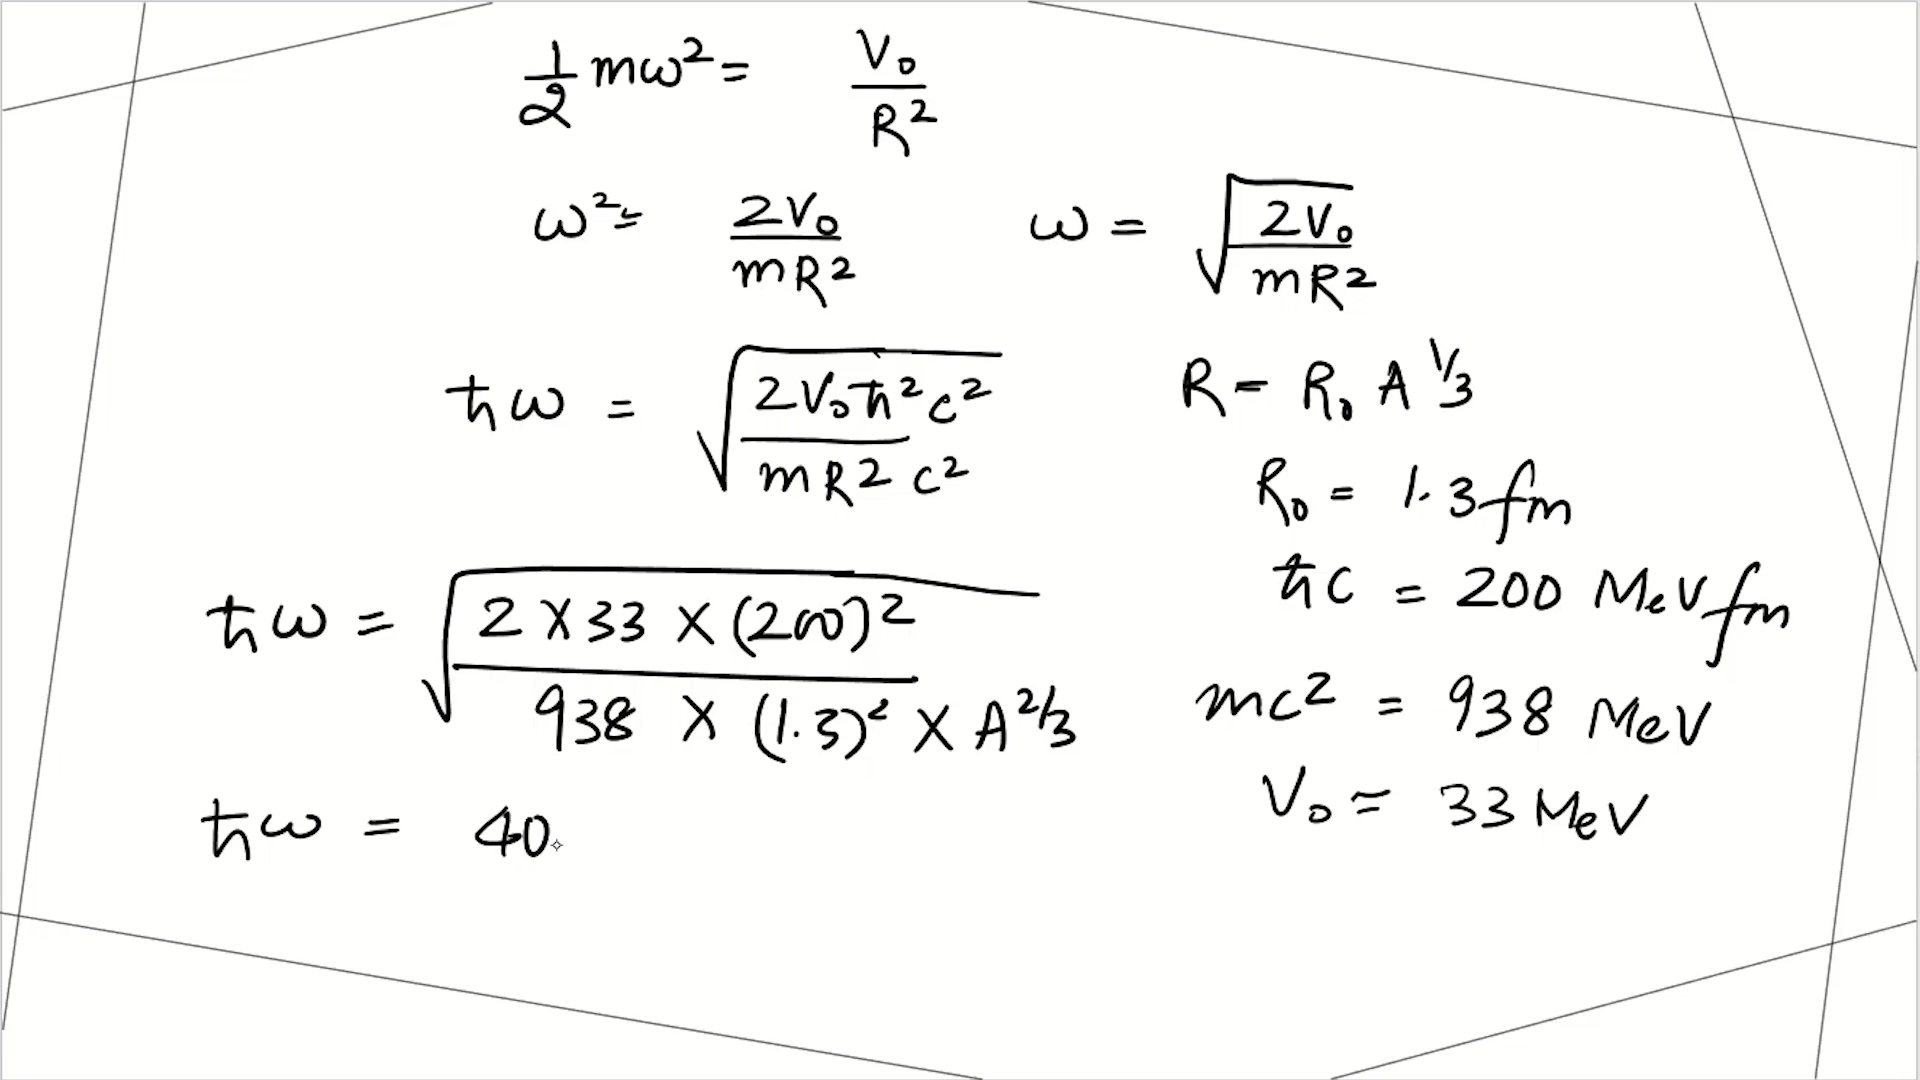 ½ mω² = V₀/R²
ω² = 2V₀/mR²   ω = √(2V₀/mR²)
ħω = √(2V₀ħ²c²/mR²c²)   R = R₀ A^1/3
R₀ = 1.3 fm
ħc = 200 MeV fm
ħω = √(2 × 33 × (200)²/938 × (1.3)² × A^2/3)
mc² = 938 MeV
V₀ ≈ 33 MeV
ħω = 40